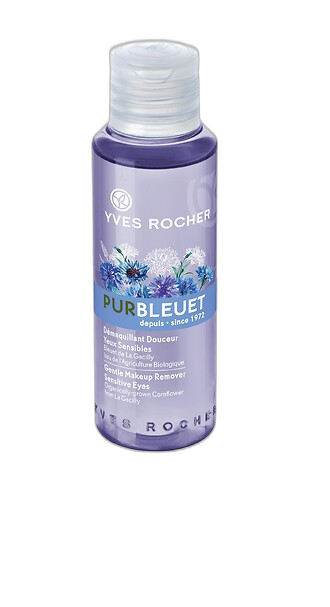 YVES ROCHER
PURBLEUET
depuis • since 1972
Démaquillant Douceur
Yeux Sensibles
Bleuet de La Gacilly
issu de l'Agriculture Biologique
Gentle Makeup Remover
Sensitive Eyes
Organically-grown Cornflower
from La Gacilly
YVES ROCHER